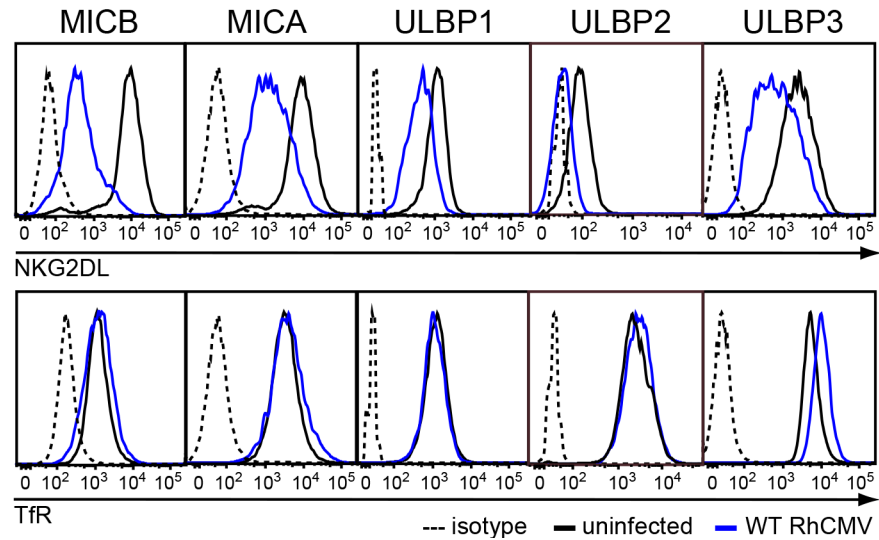 MICB MICA ULBP1 ULBP2 ULBP3
0 10² 10³ 10⁴ 10⁵ 0 10² 10³ 10⁴ 10⁵ 0 10² 10³ 10⁴ 10⁵ 0 10² 10³ 10⁴ 0 10² 10³ 10⁴ 10⁵
NKG2DL
0 10² 10³ 10⁴ 10⁵ 0 10² 10³ 10⁴ 10⁵ 0 10² 10³ 10⁴ 10⁵ 0 10² 10³ 10⁴ 0 10² 10³ 10⁴ 10⁵
TfR
isotype uninfected WT RhCMV